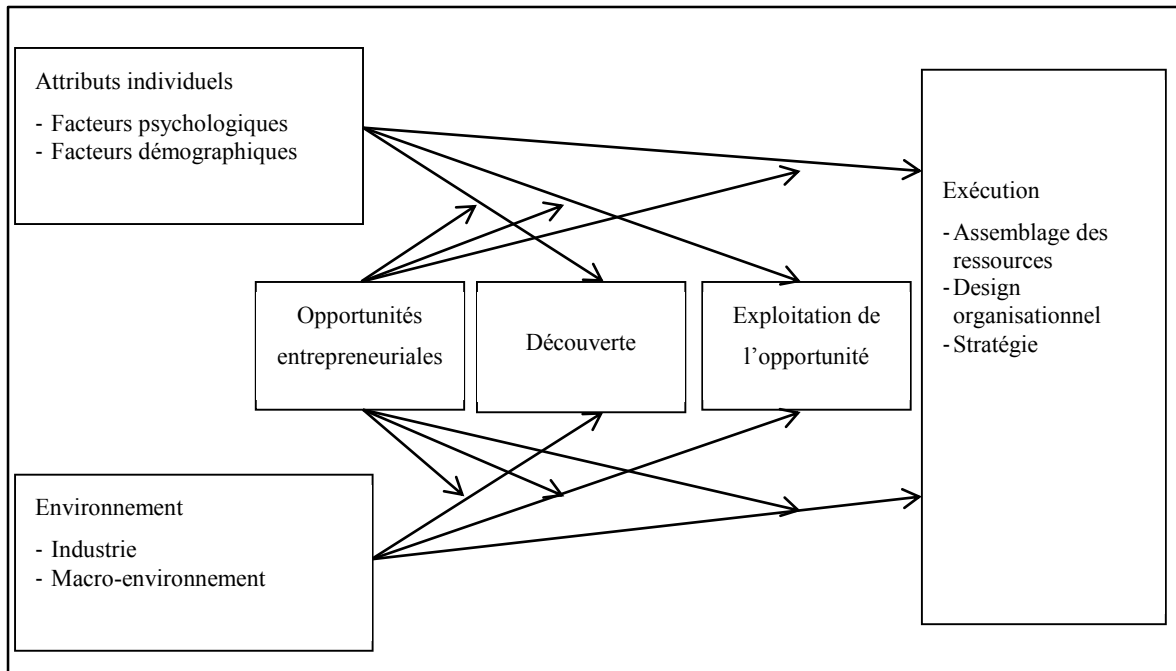 Attributs individuels
- Facteurs psychologiques
- Facteurs démographiques
Opportunités
entrepreneuriales
Découverte
Exploitation de
l’opportunité
Exécution
- Assemblage des
ressources
- Design
organisationnel
- Stratégie
Environnement
- Industrie
- Macro-environnement